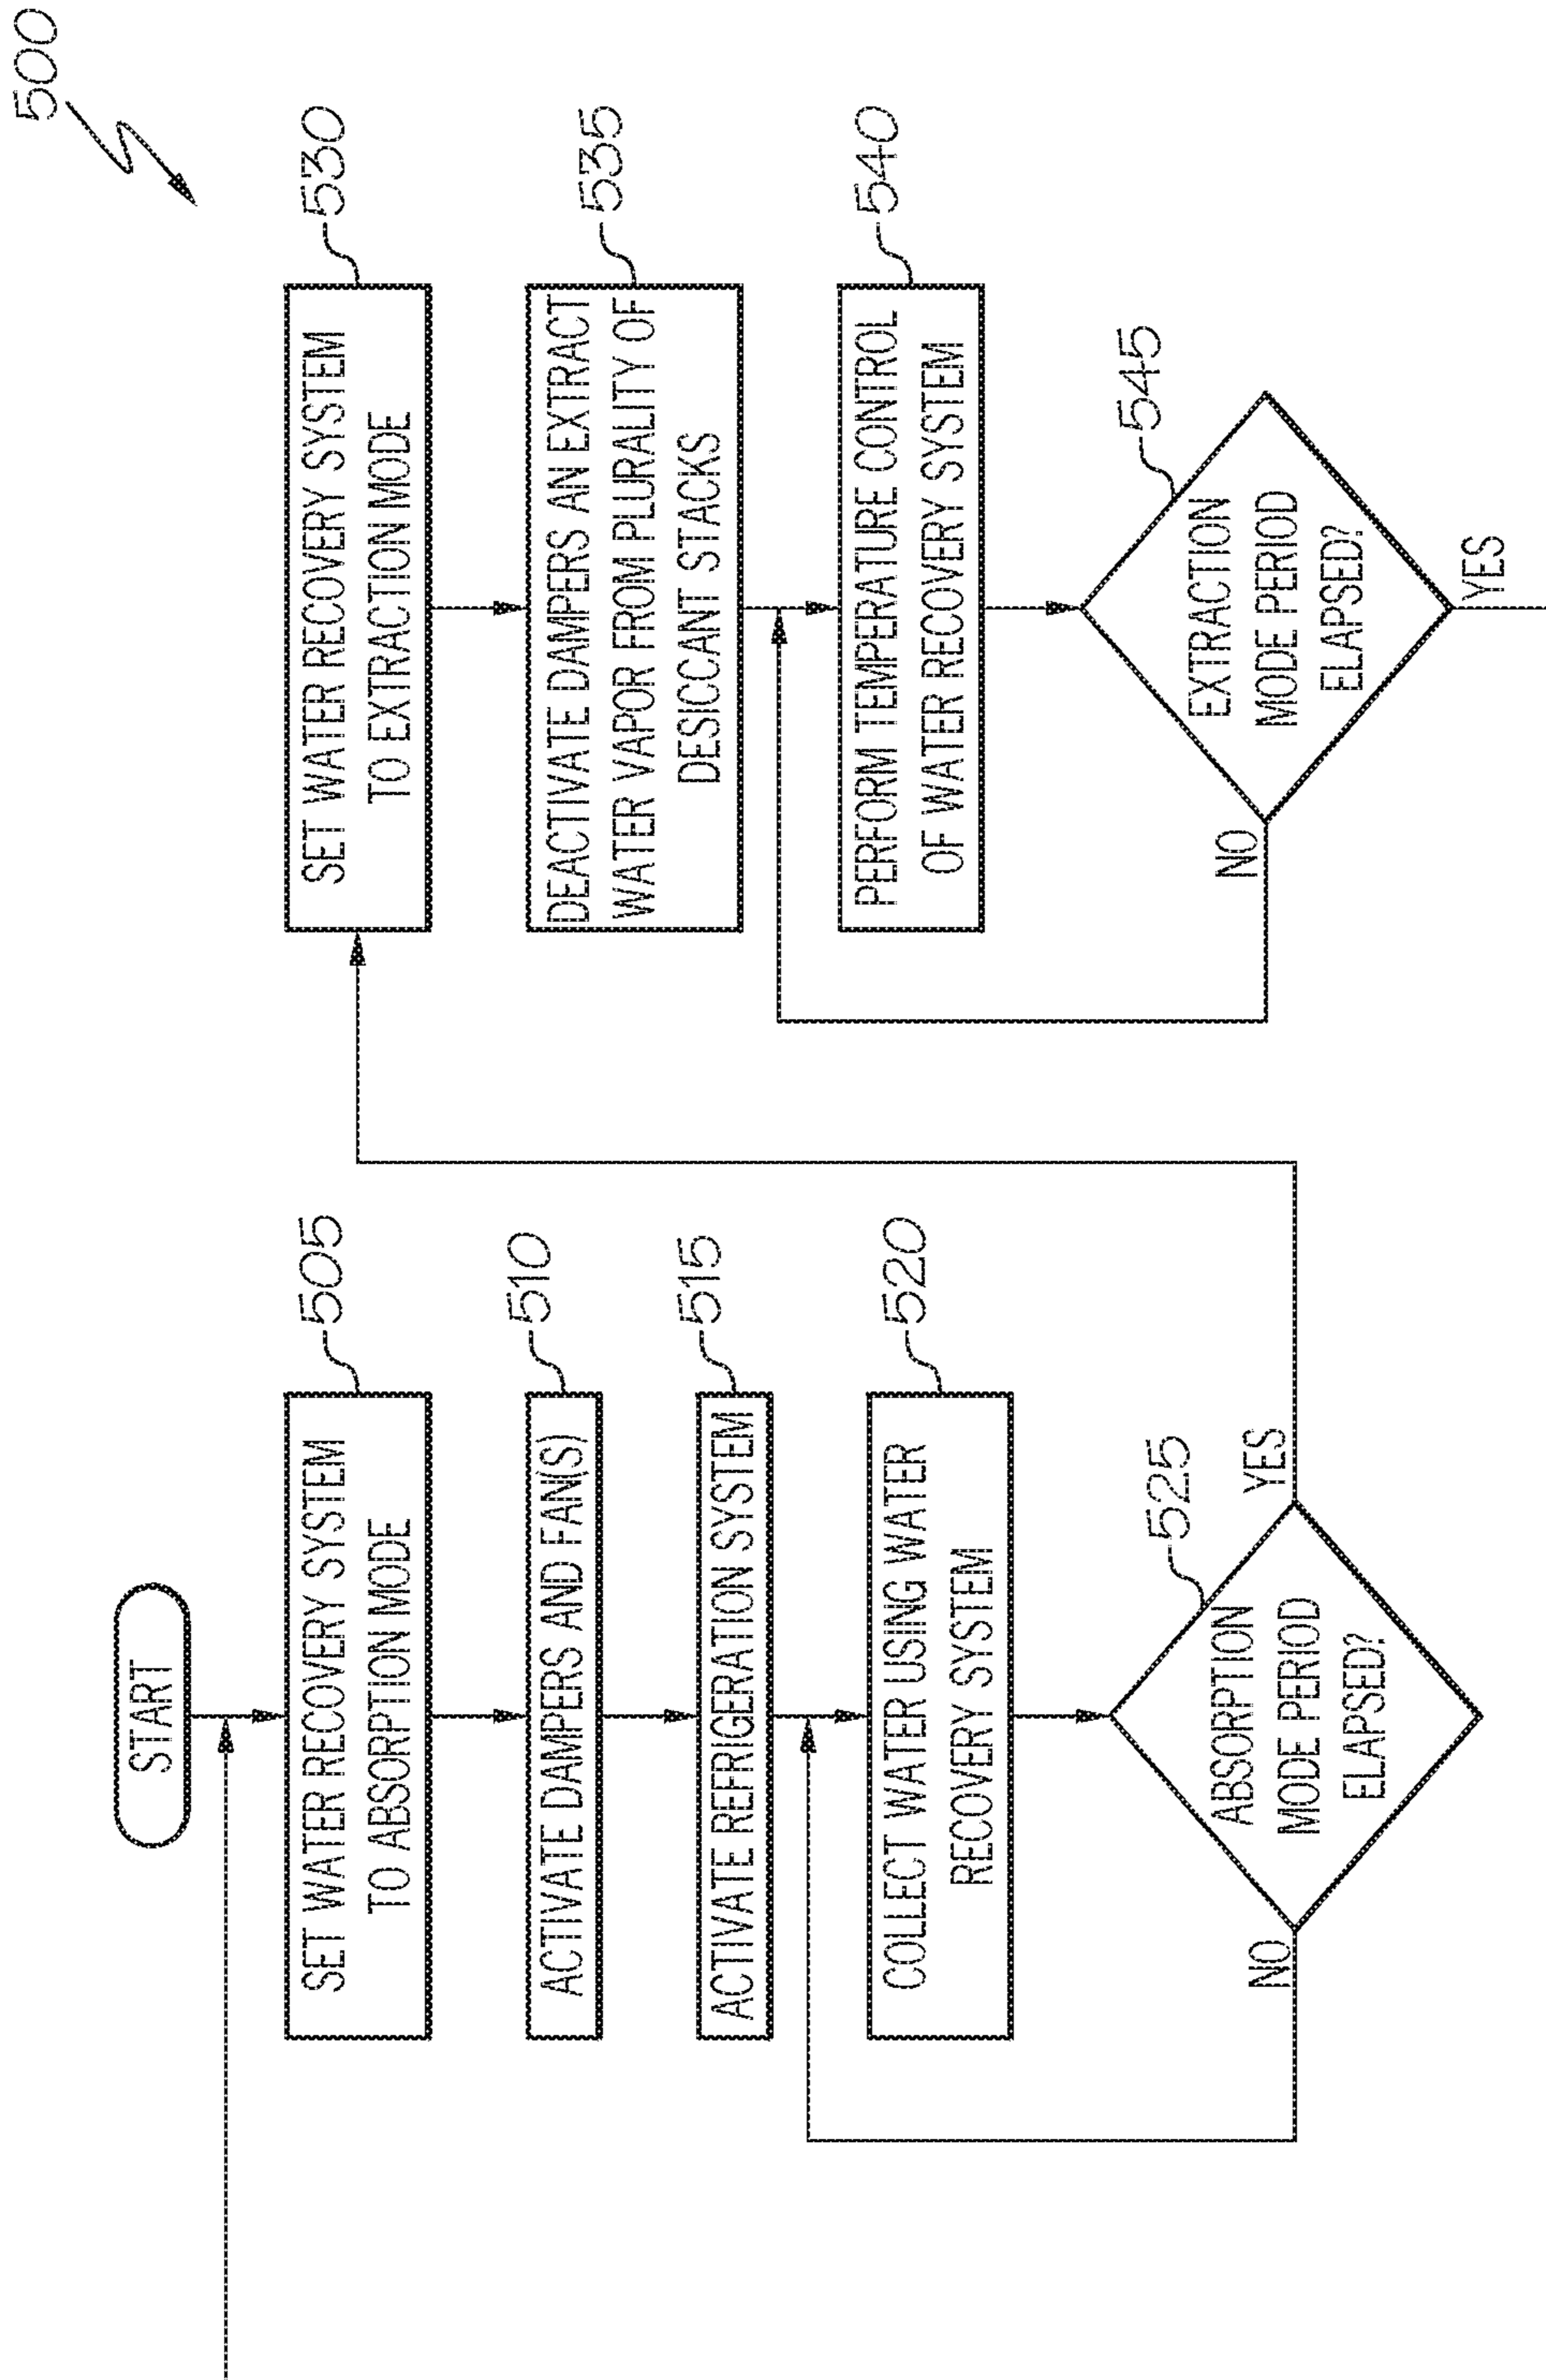 500
START
SET WATER RECOVERY SYSTEM
TO ABSORPTION MODE
505
ACTIVATE DAMPERS AND FAN(S)
510
ACTIVATE REFRIGERATION SYSTEM
515
COLLECT WATER USING WATER
RECOVERY SYSTEM
520
ABSORPTION
MODE PERIOD
ELAPSED?
525
NO
YES
SET WATER RECOVERY SYSTEM
TO EXTRACTION MODE
530
DEACTIVATE DAMPERS AN EXTRACT
WATER VAPOR FROM PLURALITY OF
DESICCANT STACKS
535
PERFORM TEMPERATURE CONTROL
OF WATER RECOVERY SYSTEM
540
EXTRACTION
MODE PERIOD
ELAPSED?
545
NO
YES